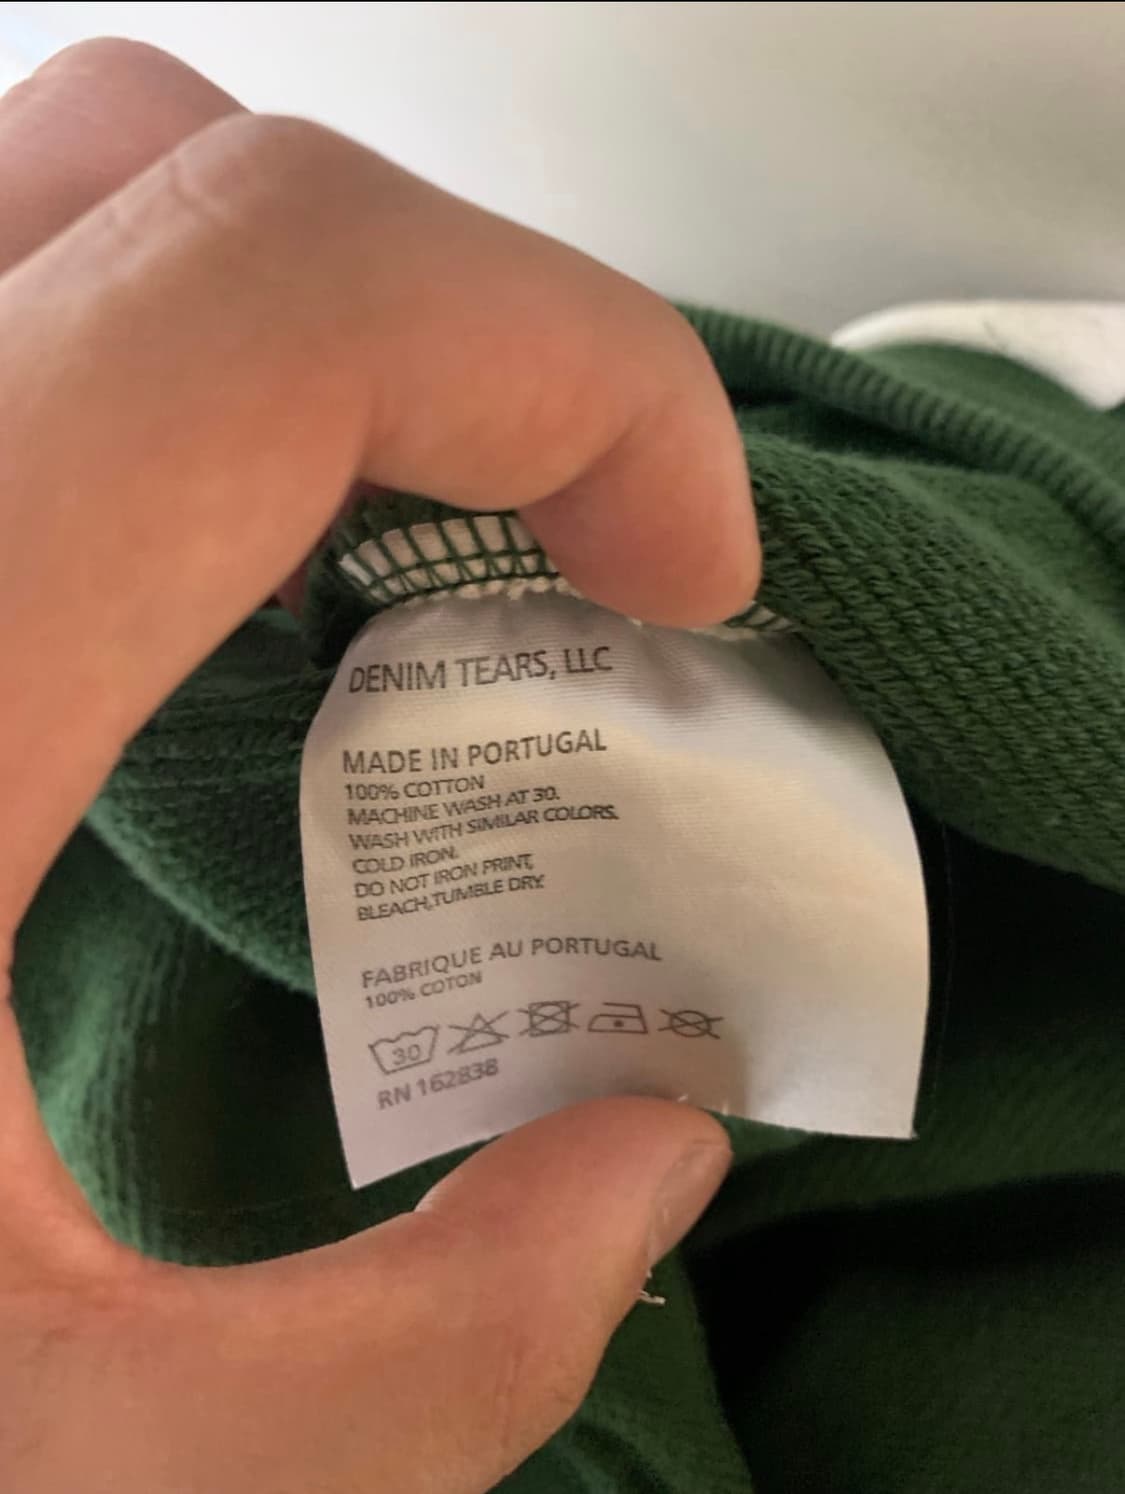 DENIM TEARS, LLC
MADE IN PORTUGAL
100% COTTON
MACHINE WASH AT 30.
WASH WITH SIMILAR COLORS.
COLD IRON.
DO NOT IRON PRINT,
BLEACH,TUMBLE DRY.
FABRIQUE AU PORTUGAL
100% COTON
30
RN 162838